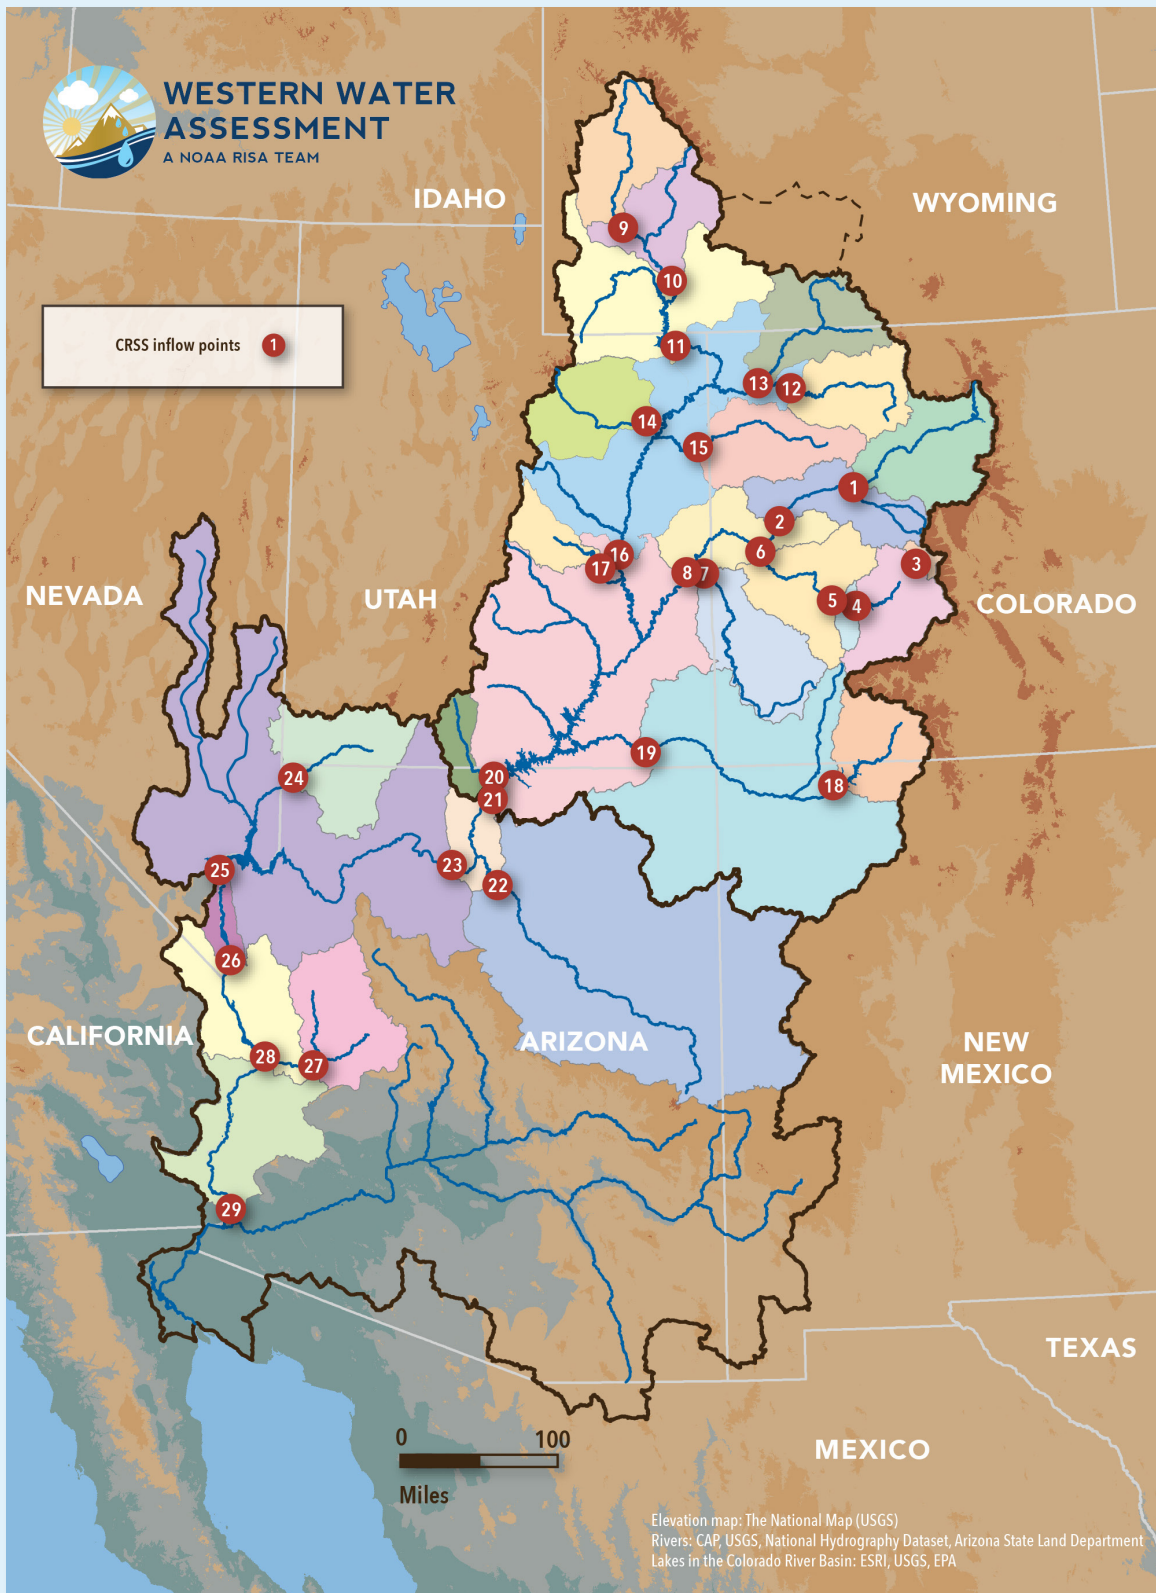 WESTERN WATER
ASSESSMENT
A NOAA RISA TEAM
IDAHO
WYOMING
9
10
CRSS inflow points 1
11
13
12
14
15
1
2
6
3
16
17
8
7
5
4
NEVADA
UTAH
COLORADO
19
24
20
18
21
23
25
22
26
CALIFORNIA
ARIZONA
NEW
MEXICO
28
27
29
TEXAS
0 100
Miles
MEXICO
Elevation map: The National Map (USGS)
Rivers: CAP, USGS, National Hydrography Dataset, Arizona State Land Department
Lakes in the Colorado River Basin: ESRI, USGS, EPA